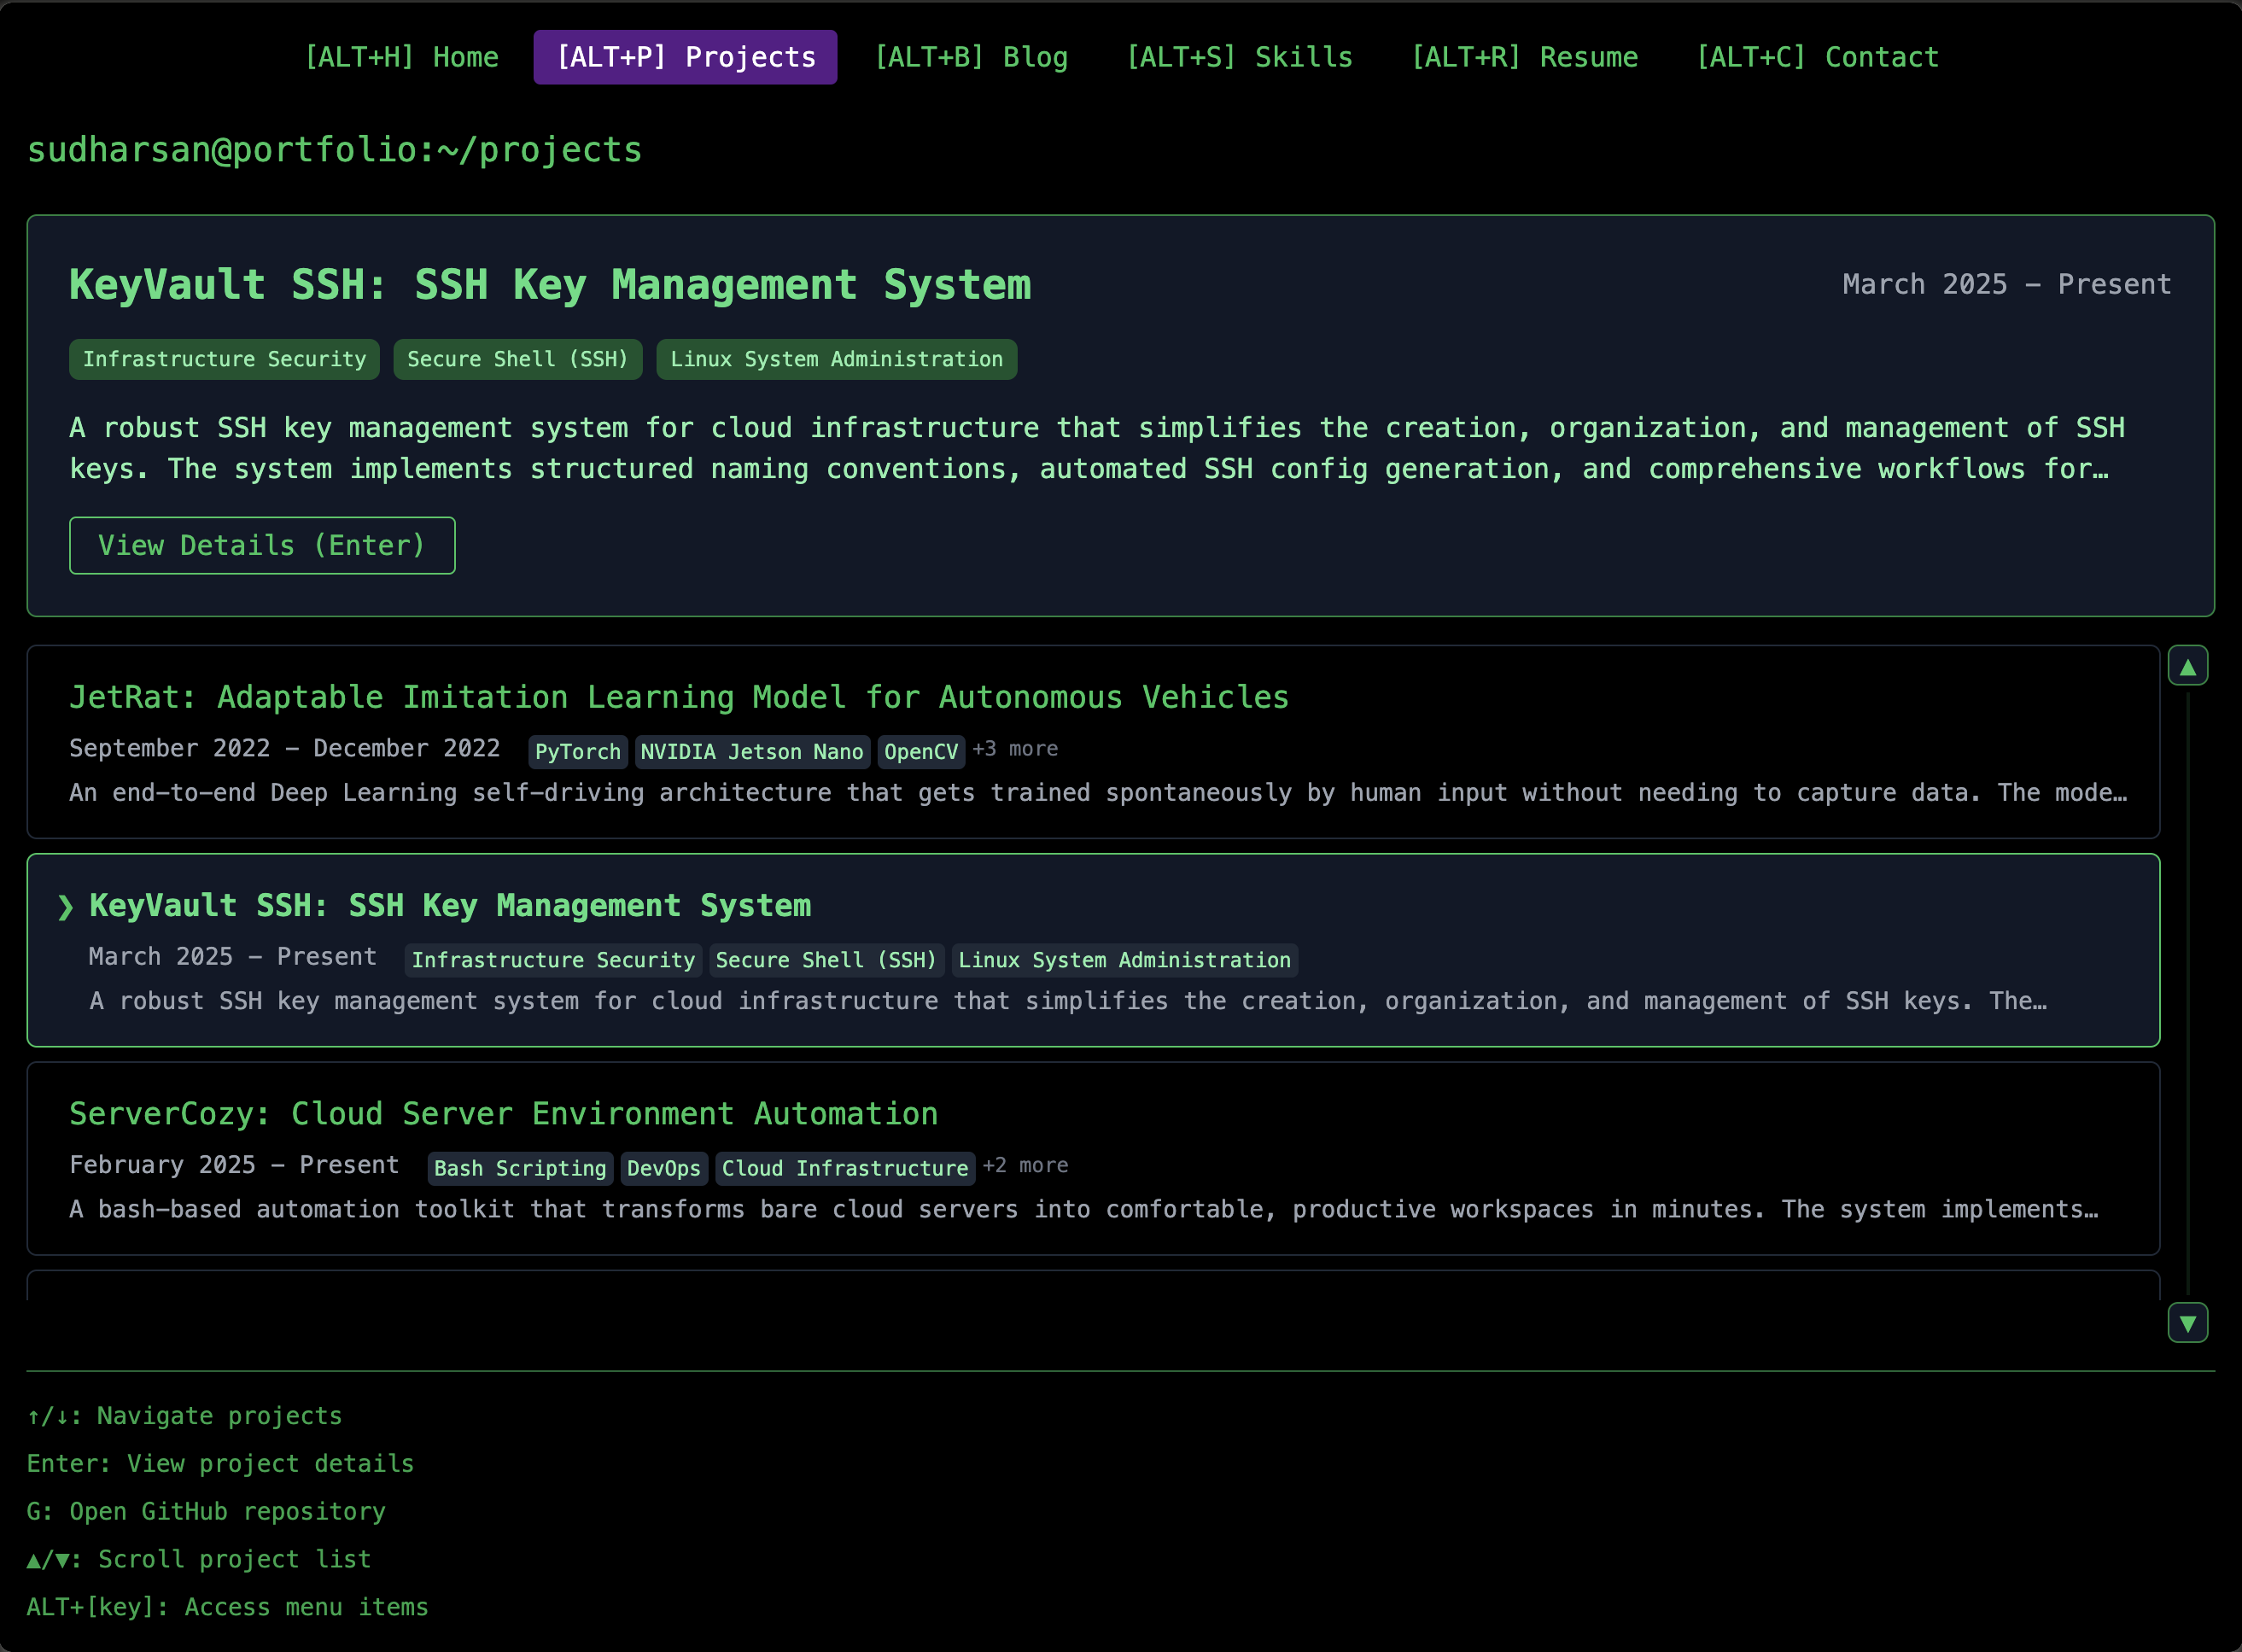 [ALT+H] Home [ALT+P] Projects [ALT+B] Blog [ALT+S] Skills [ALT+R] Resume [ALT+C] Contact
sudharsan@portfolio:~/projects
KeyVault SSH: SSH Key Management System March 2025 – Present
Infrastructure Security Secure Shell (SSH) Linux System Administration
A robust SSH key management system for cloud infrastructure that simplifies the creation, organization, and management of SSH
keys. The system implements structured naming conventions, automated SSH config generation, and comprehensive workflows for…
View Details (Enter)
▲
JetRat: Adaptable Imitation Learning Model for Autonomous Vehicles
September 2022 – December 2022 PyTorch NVIDIA Jetson Nano OpenCV +3 more
An end-to-end Deep Learning self-driving architecture that gets trained spontaneously by human input without needing to capture data. The mode…
❯ KeyVault SSH: SSH Key Management System
March 2025 – Present Infrastructure Security Secure Shell (SSH) Linux System Administration
A robust SSH key management system for cloud infrastructure that simplifies the creation, organization, and management of SSH keys. The…
ServerCozy: Cloud Server Environment Automation
February 2025 – Present Bash Scripting DevOps Cloud Infrastructure +2 more
A bash-based automation toolkit that transforms bare cloud servers into comfortable, productive workspaces in minutes. The system implements…
▼
↑/↓: Navigate projects
Enter: View project details
G: Open GitHub repository
▲/▼: Scroll project list
ALT+[key]: Access menu items